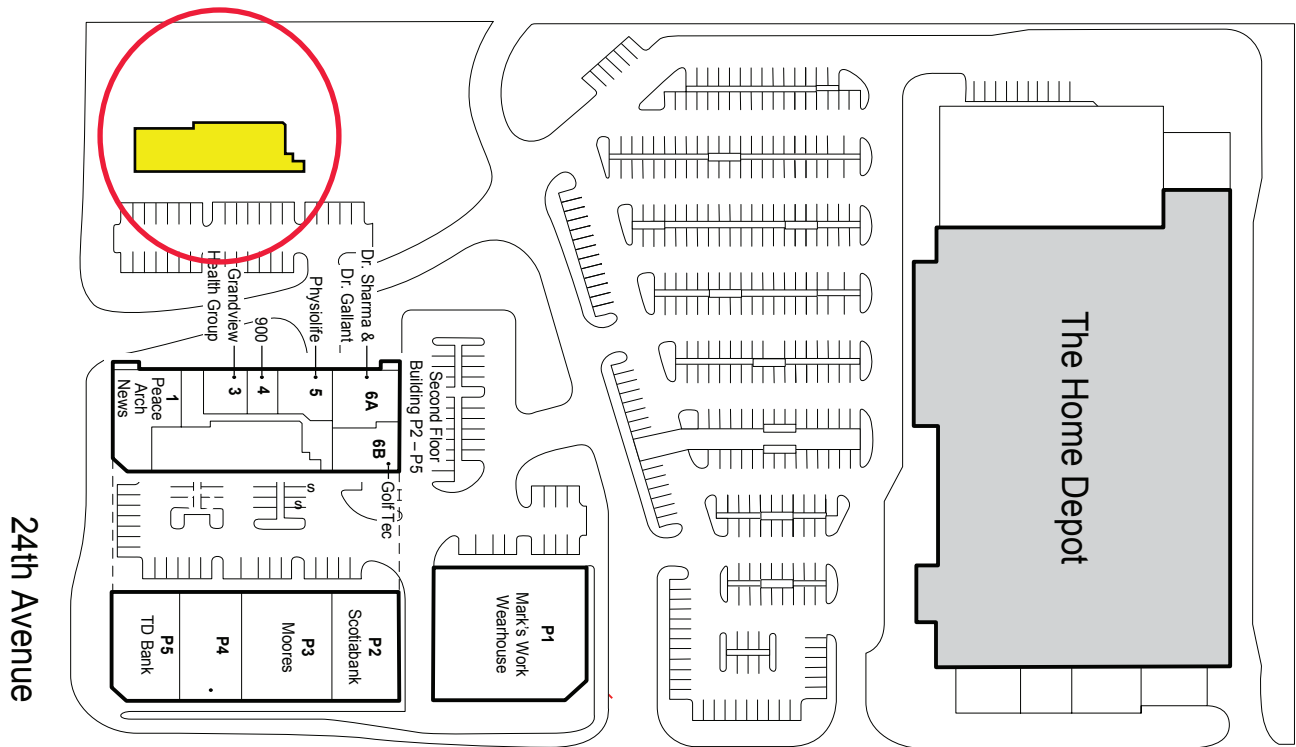 The Home Depot
24th Avenue
Dr. Sharma &
Dr. Gallant
Physiolife
900
Grandview
Health Group
6A
5
4
3
1
Peace
Arch
News
6B
Golf Tec
Second Floor
Building P2 – P5
S
S
P1
Mark's Work
Wearhouse
P2
Scotiabank
P3
Moores
P4
P5
TD Bank